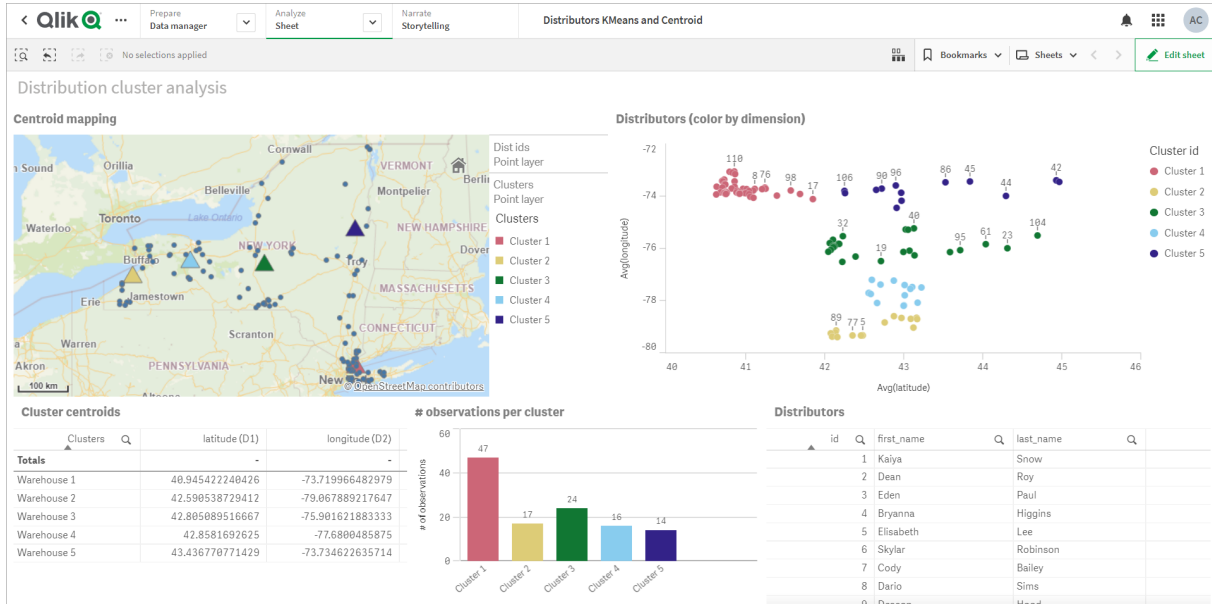 Qlik
Prepare
Data manager
Analyze
Sheet
Narrate
Storytelling
Distributors KMeans and Centroid
AC
No selections applied
Bookmarks
Sheets
Edit sheet
Distribution cluster analysis
Centroid mapping
Cornwall
Orillia
VERMONT
Berlin
Belleville
Montpelier
Toronto
Lake Ontario
Waterloo
NEW HAMPSHIRE
NEW YORK
Dover
Buffalo
Troy
MASSACHUSETTS
Erie
Jamestown
CONNECTICUT
Scranton
Warren
Akron
PENNSYLVANIA
New
100 km
© OpenStreetMap contributors
Dist ids
Point layer
Clusters
Point layer
Clusters
Cluster 1
Cluster 2
Cluster 3
Cluster 4
Cluster 5
Distributors (color by dimension)
-72
-74
-76
-78
-80
Avg(longitude)
110
8 76
98
17
106
90
96
86
45
44
42
32
19
40
95
61
23
104
89
77 5
40
41
42
43
44
45
46
Avg(latitude)
Cluster id
Cluster 1
Cluster 2
Cluster 3
Cluster 4
Cluster 5
Cluster centroids
Clusters latitude (D1) longitude (D2)
Totals - -
Warehouse 1 40.945422240426 -73.719966482979
Warehouse 2 42.590538729412 -79.067889217647
Warehouse 3 42.805089516667 -75.901621883333
Warehouse 4 42.8581692625 -77.6800485875
Warehouse 5 43.436770771429 -73.734622635714
# observations per cluster
# of observations
60
40
20
0
47
17
24
16
14
Cluster 1
Cluster 2
Cluster 3
Cluster 4
Cluster 5
Distributors
id first_name last_name
1 Kaiya Snow
2 Dean Roy
3 Eden Paul
4 Bryanna Higgins
5 Elisabeth Lee
6 Skylar Robinson
7 Cody Bailey
8 Dario Sims